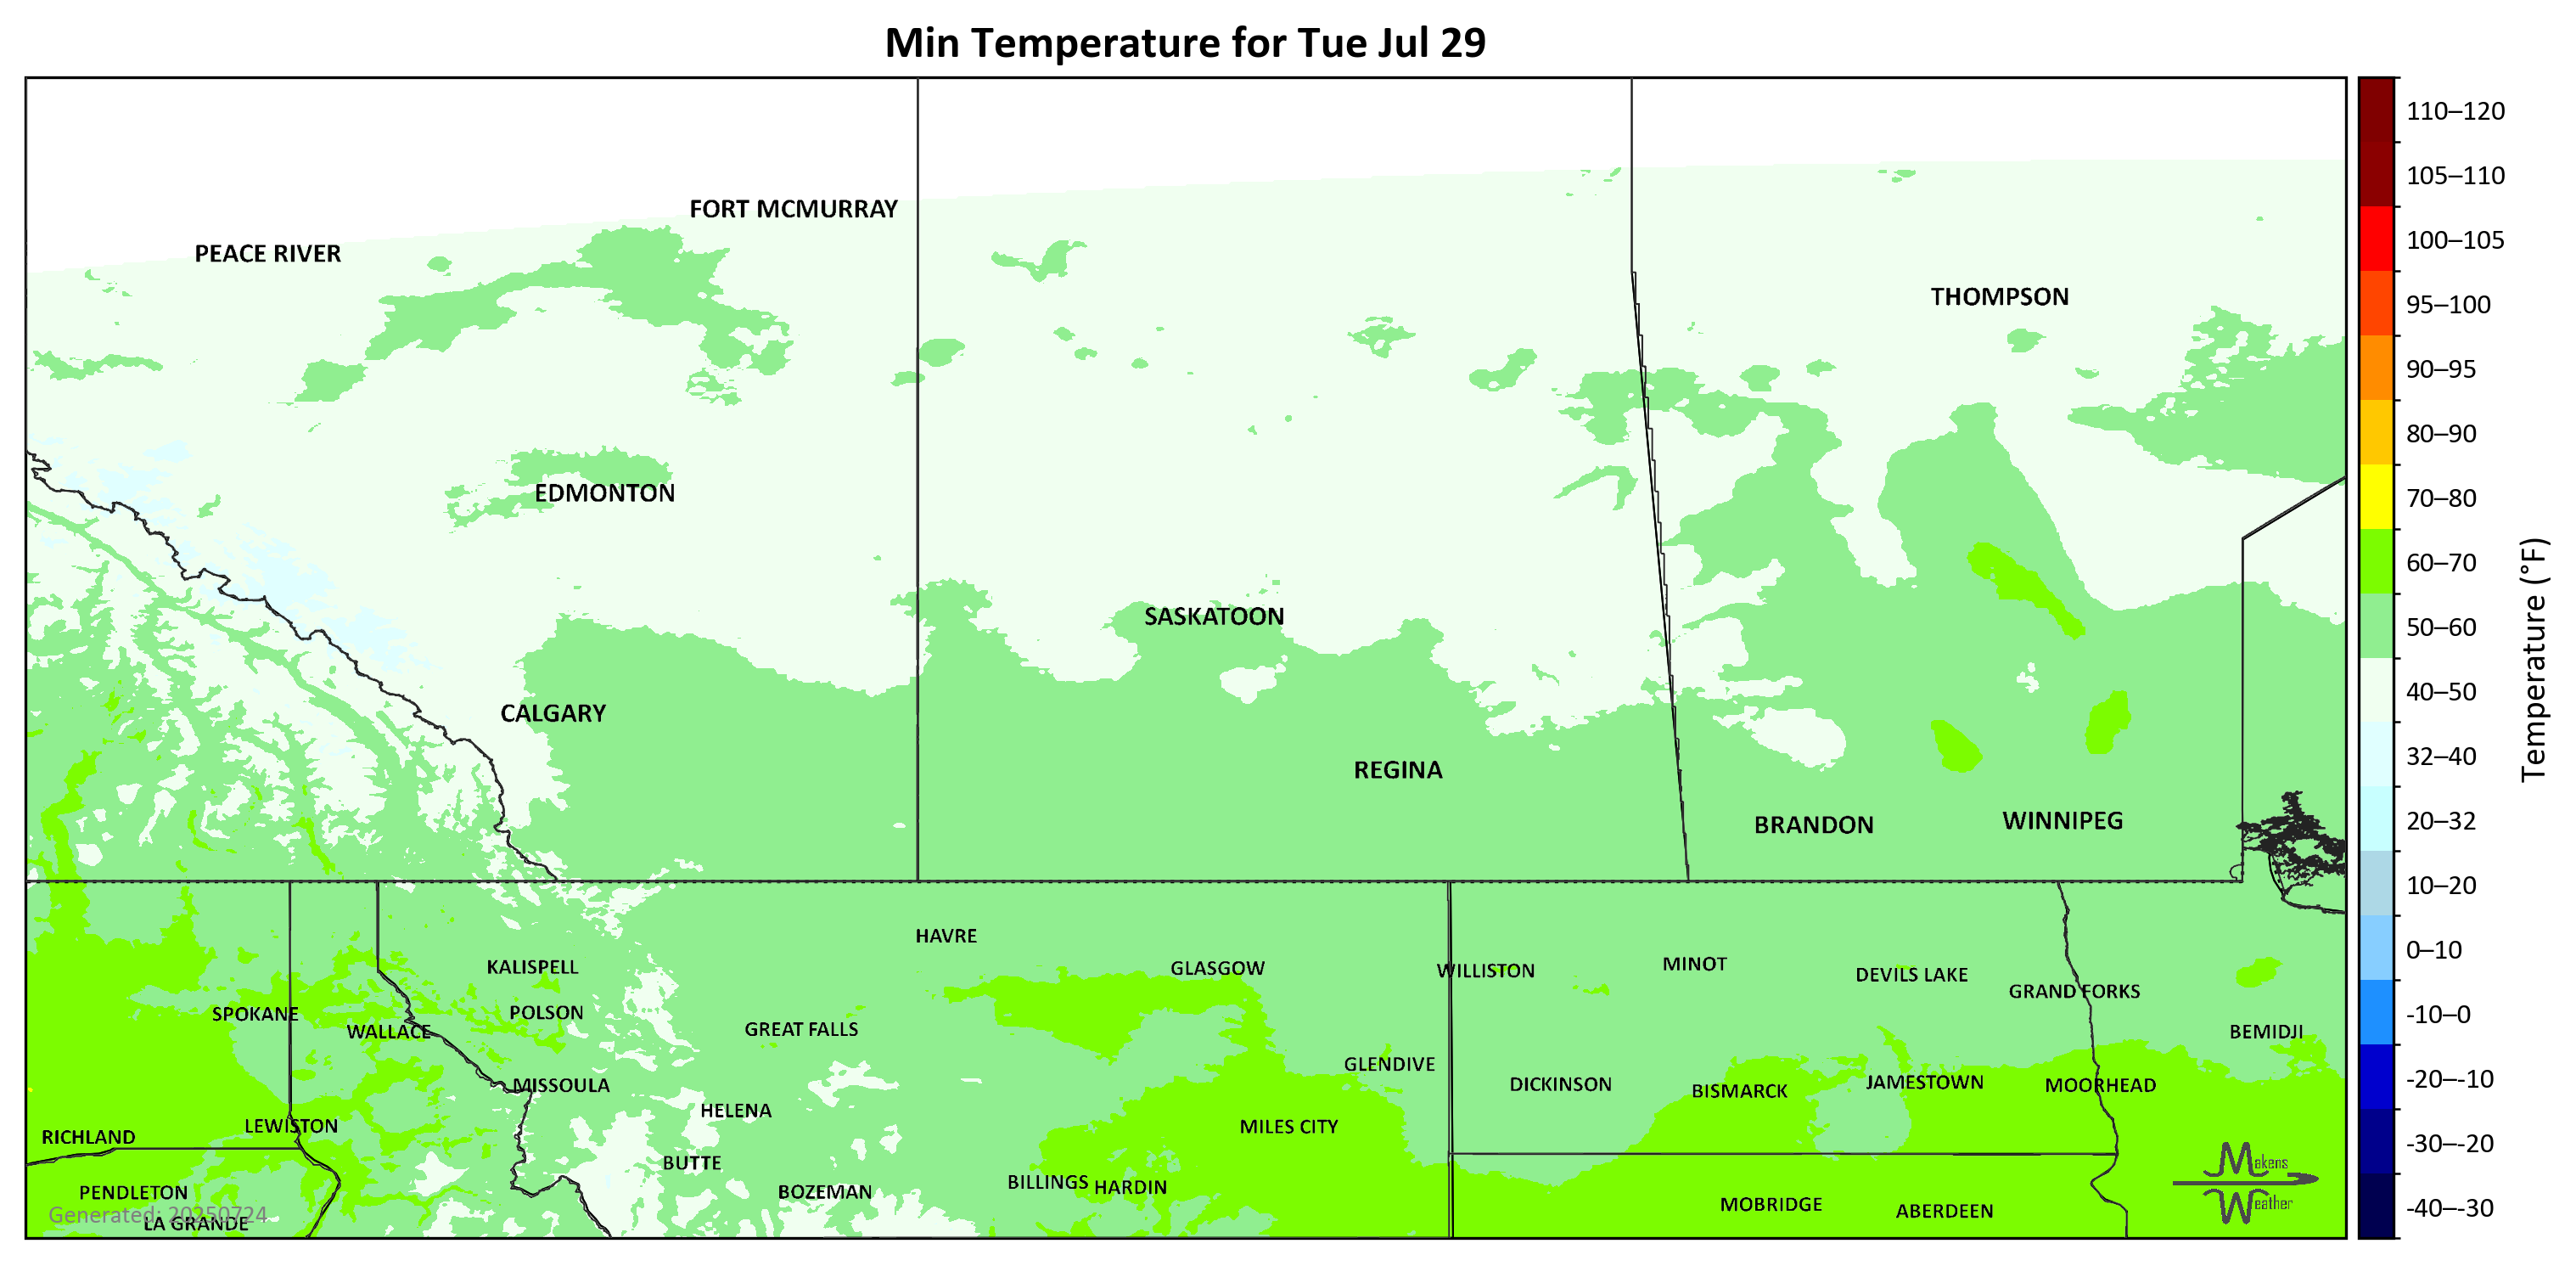 Min Temperature for Tue Jul 29
110–120
105–110
FORT MCMURRAY
100–105
PEACE RIVER
THOMPSON
95–100
90–95
80–90
EDMONTON
70–80
60–70
SASKATOON
50–60
Temperature (°F)
40–50
CALGARY
32–40
REGINA
BRANDON
WINNIPEG
20–32
10–20
HAVRE
0–10
KALISPELL
GLASGOW
WILLISTON
MINOT
DEVILS LAKE
GRAND FORKS
SPOKANE
POLSON
-10–0
WALLACE
GREAT FALLS
BEMIDJI
GLENDIVE
-20–-10
MISSOULA
DICKINSON
BISMARCK
JAMESTOWN
MOORHEAD
HELENA
LEWISTON
MILES CITY
RICHLAND
-30–-20
BUTTE
Makens
Weather
PENDLETON
BOZEMAN
BILLINGS
HARDIN
MOBRIDGE
ABERDEEN
-40–-30
Generated: 20250724
LA GRANDE